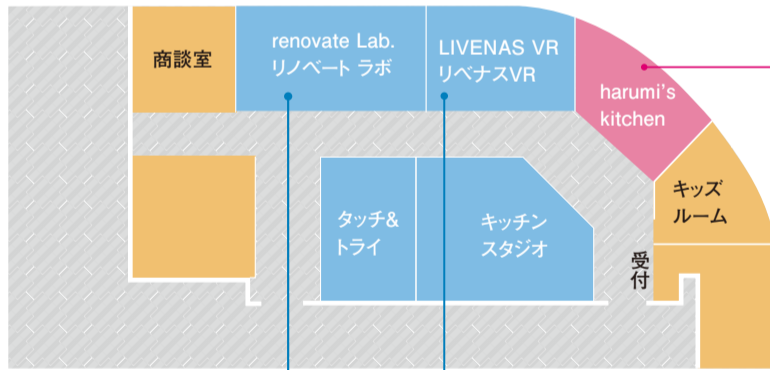 商談室
renovate Lab.
リノベート ラボ
LIVENAS VR
リベナスVR
harumi's
kitchen
キッズ
ルーム
タッチ&
トライ
キッチン
スタジオ
受付